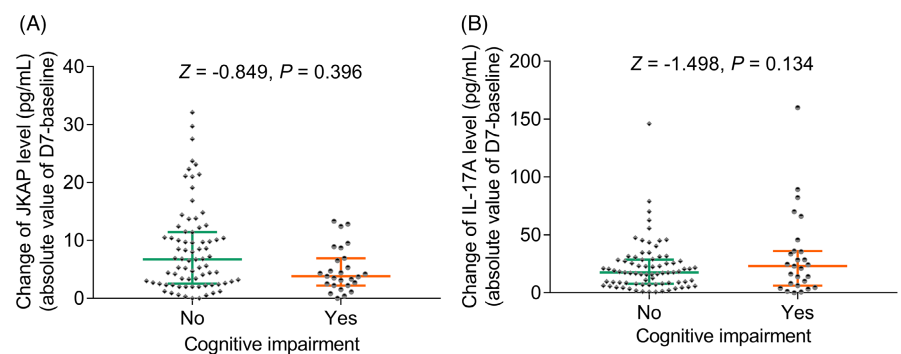 (A)
Change of JKAP level (pg/mL)
(absolute value of D7-baseline)
Z = -0.849, P = 0.396
40
30
20
10
0
No
Yes
Cognitive impairment
(B)
Change of IL-17A level (pg/mL)
(absolute value of D7-baseline)
Z = -1.498, P = 0.134
200
150
100
50
0
No
Yes
Cognitive impairment